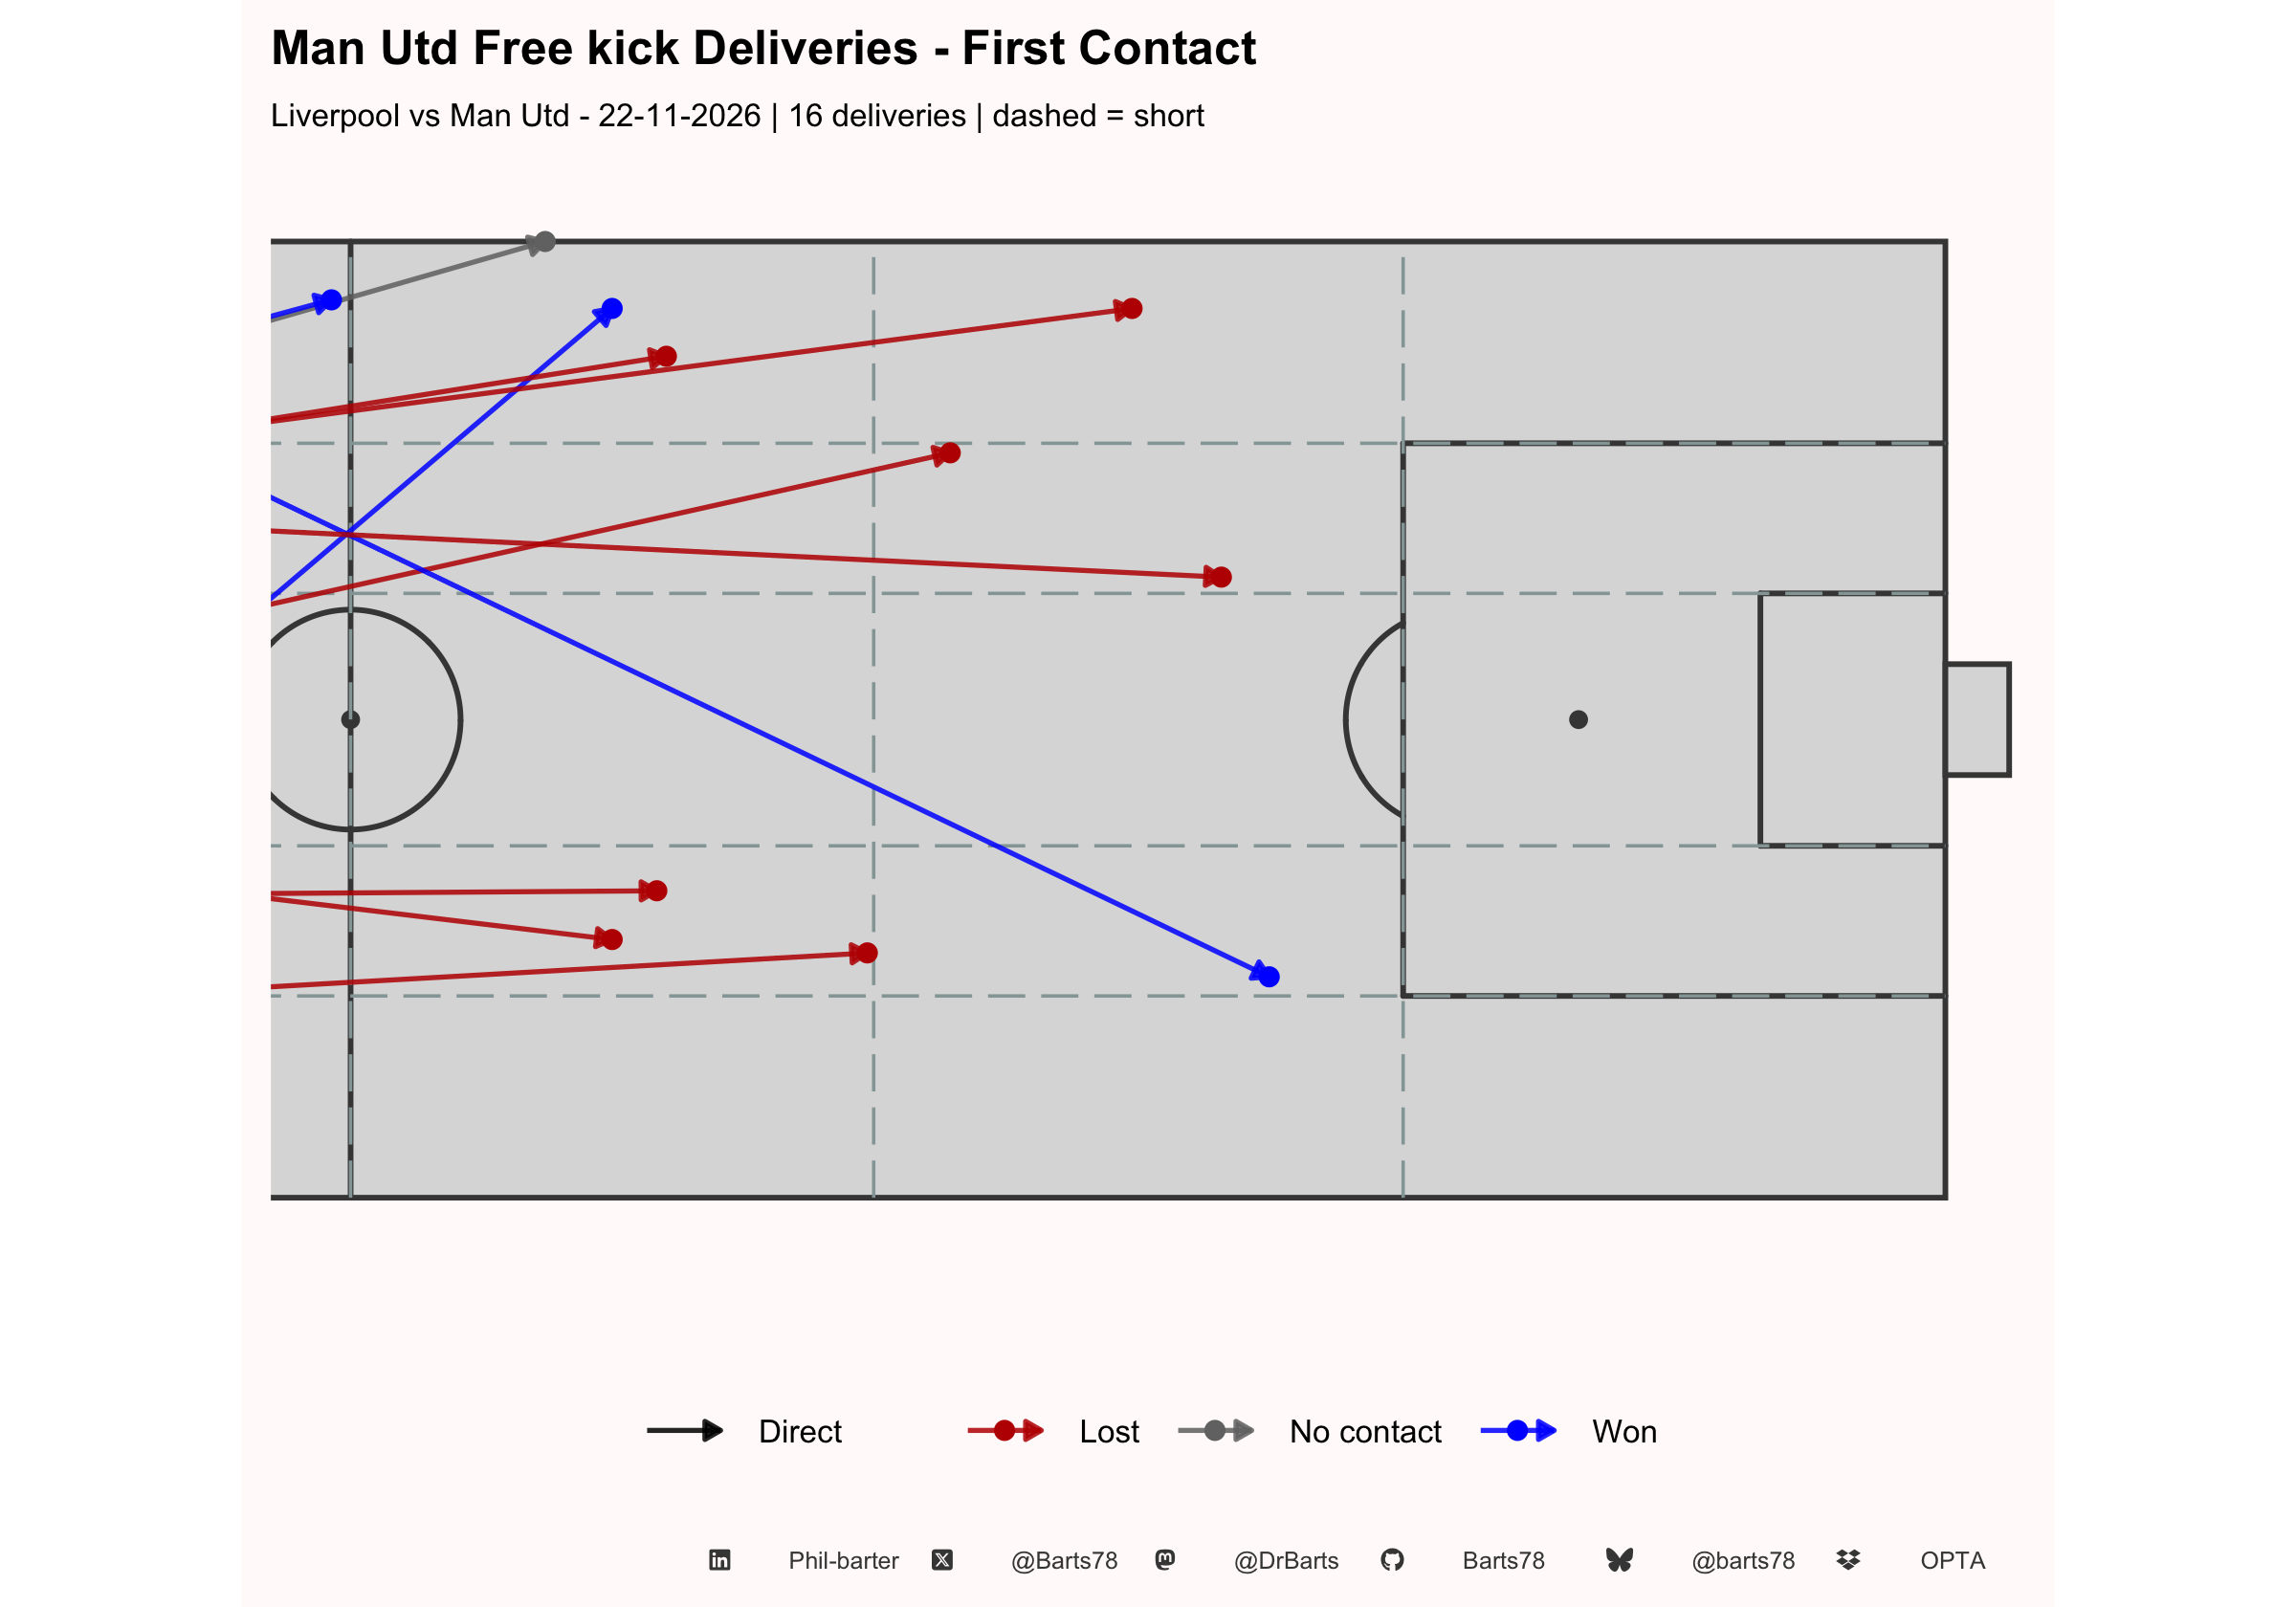 Man Utd Free kick Deliveries - First Contact
Liverpool vs Man Utd - 22-11-2026 | 16 deliveries | dashed = short
Direct Lost No contact Won
Phil-barter @Barts78 @DrBarts Barts78 @barts78 OPTA